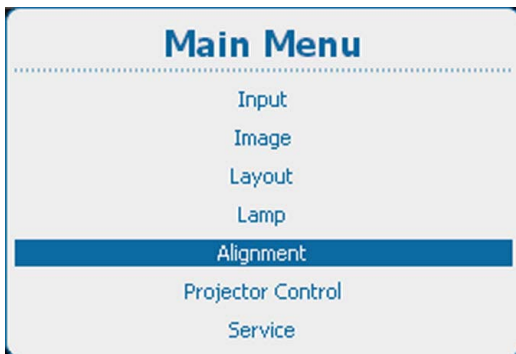 Main Menu
Input
Image
Layout
Lamp
Alignment
Projector Control
Service